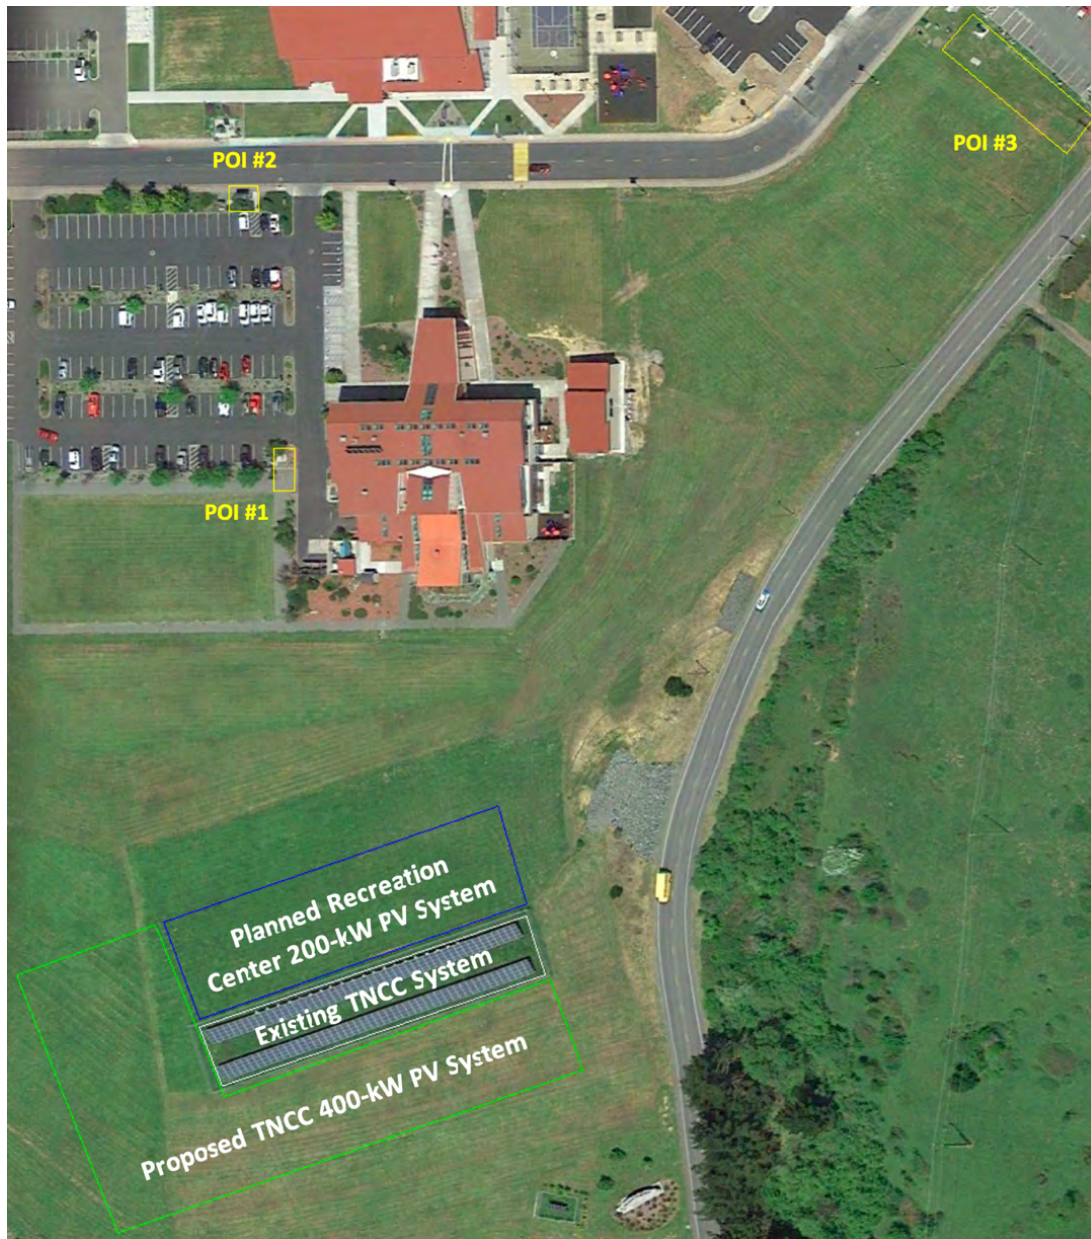 POI #2
POI #3
POI #1
Planned Recreation
Center 200-kW PV System
Existing TNCC System
Proposed TNCC 400-kW PV System